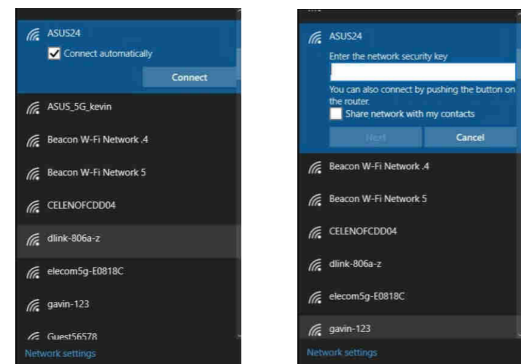 ASUS24
Connect automatically
Connect
ASUS_5G_kevin
Beacon W-Fi Network .4
Beacon W-Fi Network 5
CELENOFCDD04
dlink-806a-z
elecom5g-E0818C
gavin-123
Guest56578
Network settings
ASUS24
Enter the network security key
You can also connect by pushing the button on
the router.
Share network with my contacts
Next
Cancel
Beacon W-Fi Network .4
Beacon W-Fi Network 5
CELENOFCDD04
dlink-806a-z
elecom5g-E0818C
gavin-123
Network settings